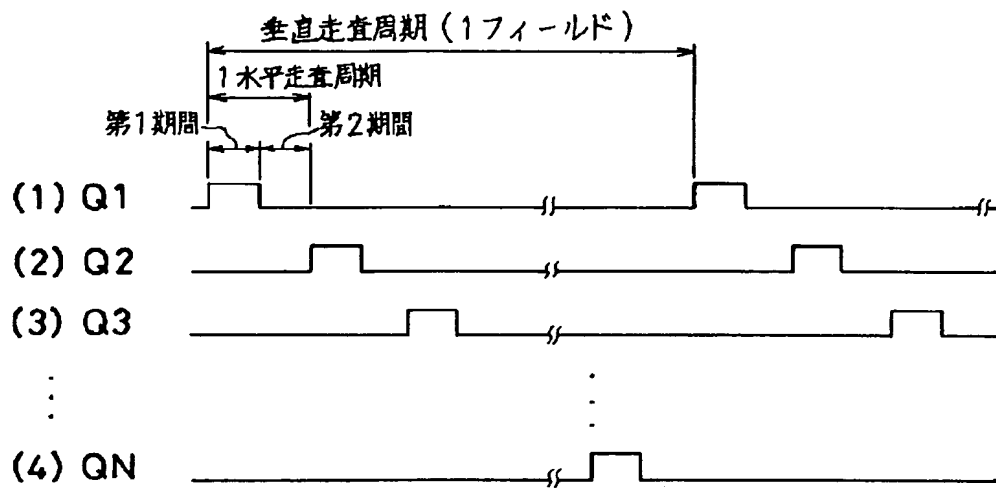 垂直走査周期(1フィールド)
1水平走査周期
第1期間
第2期間
(1) Q1
(2) Q2
(3) Q3
(4) QN